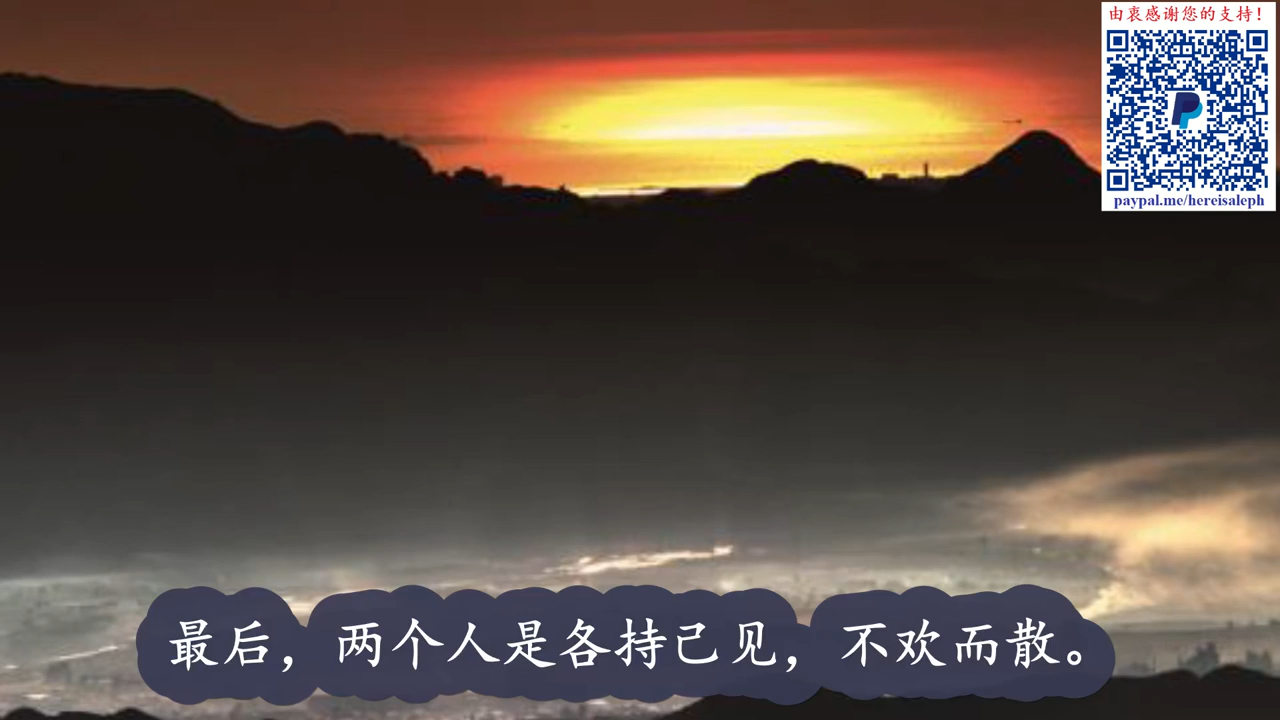 由衷感谢您的支持！
paypal.me/hereisaleph
最后，两个人是各持己见，不欢而散。